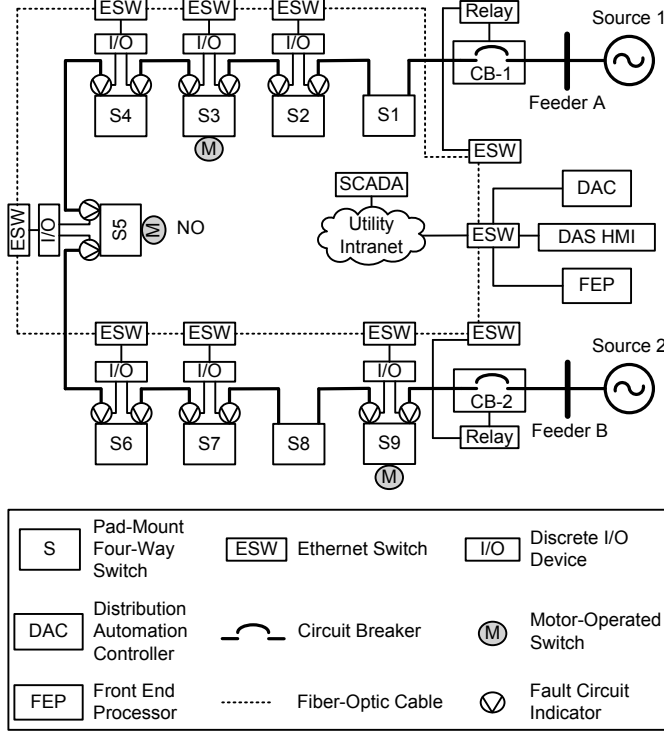 ESW ESW ESW Relay Source 1
I/O I/O I/O
CB-1
S4 S3 S2 S1
Feeder A
M
ESW
SCADA
DAC
ESW I/O S5 M NO
Utility
Intranet
ESW
DAS HMI
FEP
ESW ESW ESW ESW
Source 2
I/O I/O I/O
CB-2
S6 S7 S8 S9
Relay
Feeder B
M
S
Pad-Mount
Four-Way
Switch
ESW Ethernet Switch
I/O
Discrete I/O
Device
DAC
Distribution
Automation
Controller
Circuit Breaker
M
Motor-Operated
Switch
FEP
Front End
Processor
Fiber-Optic Cable
Fault Circuit
Indicator